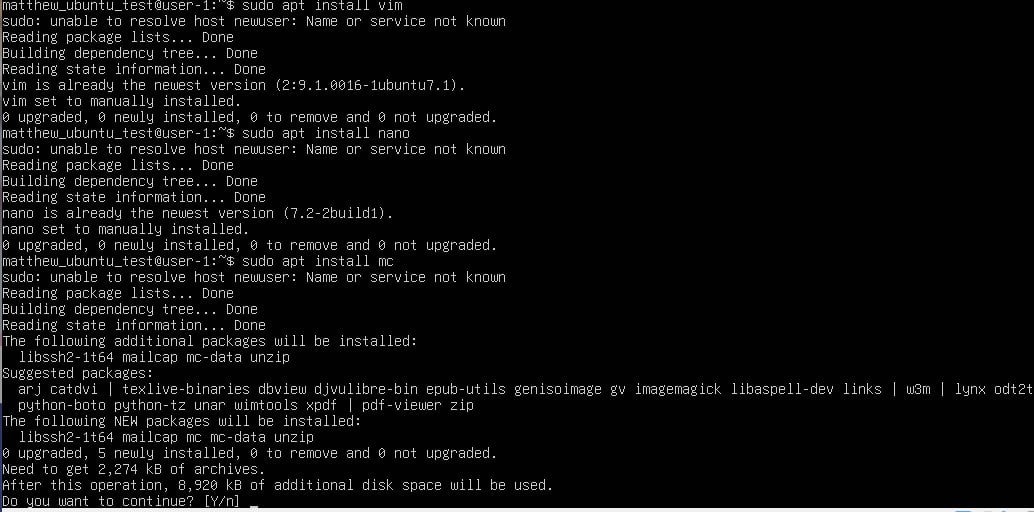 matthew_ubuntu_test@user-1:~$ sudo apt install vim
sudo: unable to resolve host newuser: Name or service not known
Reading package lists... Done
Building dependency tree... Done
Reading state information... Done
vim is already the newest version (2:9.1.0016-1ubuntu7.1).
vim set to manually installed.
0 upgraded, 0 newly installed, 0 to remove and 0 not upgraded.
matthew_ubuntu_test@user-1:~$ sudo apt install nano
sudo: unable to resolve host newuser: Name or service not known
Reading package lists... Done
Building dependency tree... Done
Reading state information... Done
nano is already the newest version (7.2-2build1).
nano set to manually installed.
0 upgraded, 0 newly installed, 0 to remove and 0 not upgraded.
matthew_ubuntu_test@user-1:~$ sudo apt install mc
sudo: unable to resolve host newuser: Name or service not known
Reading package lists... Done
Building dependency tree... Done
Reading state information... Done
The following additional packages will be installed:
  libssh2-1t64 mailcap mc-data unzip
Suggested packages:
  arj catdvi | texlive-binaries dbview djvulibre-bin epub-utils genisoimage gv imagemagick libaspell-dev links | w3m | lynx odt2t
  python-boto python-tz unar wimtools xpdf | pdf-viewer zip
The following NEW packages will be installed:
  libssh2-1t64 mailcap mc mc-data unzip
0 upgraded, 5 newly installed, 0 to remove and 0 not upgraded.
Need to get 2,274 kB of archives.
After this operation, 8,920 kB of additional disk space will be used.
Do you want to continue? [Y/n]